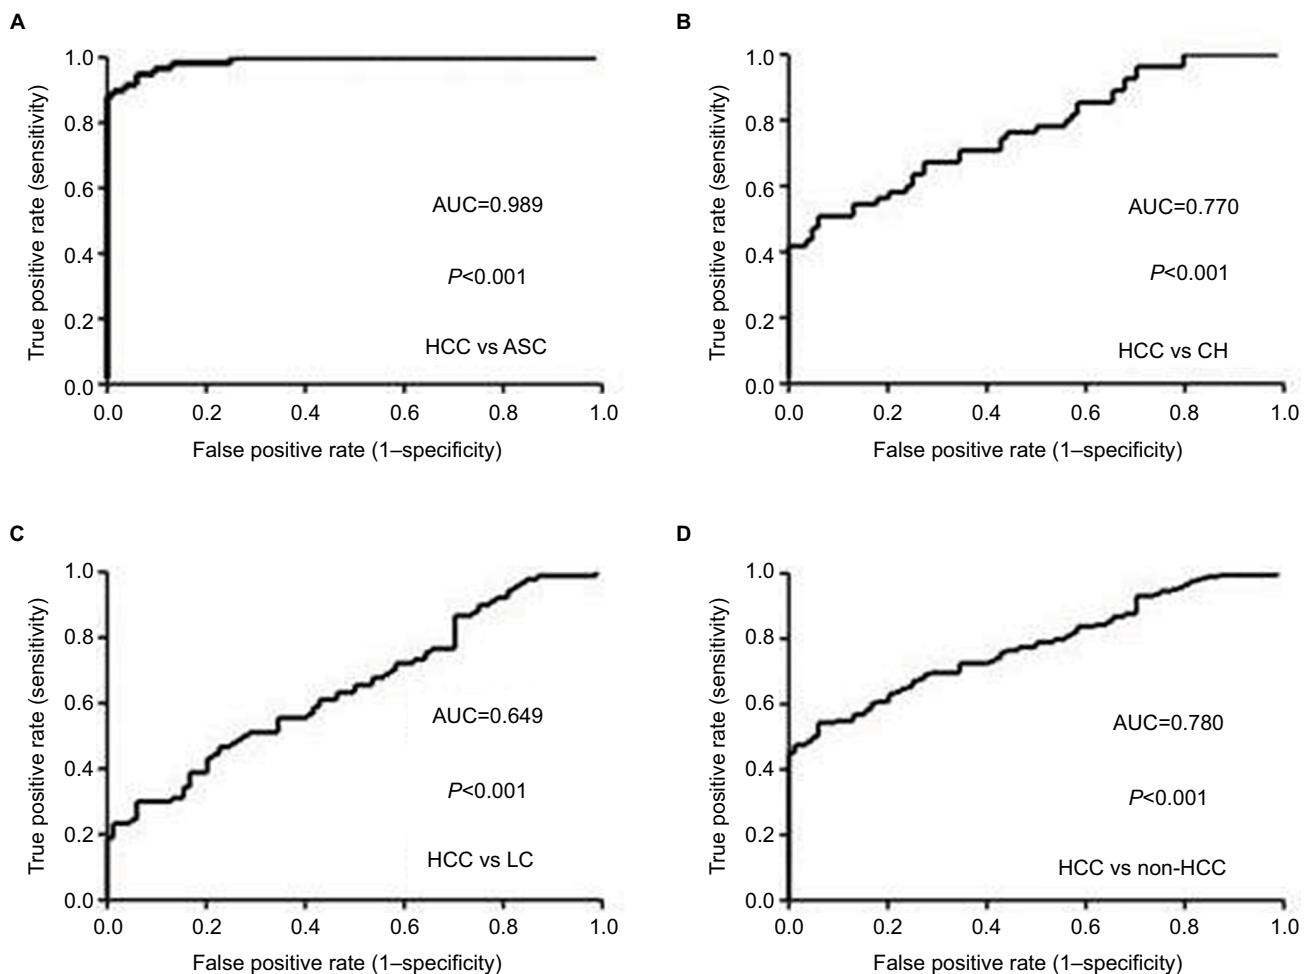 A
1.0
0.8
0.6
0.4
0.2
0.0
True positive rate (sensitivity)
AUC=0.989
P<0.001
HCC vs ASC
0.0 0.2 0.4 0.6 0.8 1.0
False positive rate (1–specificity)
B
1.0
0.8
0.6
0.4
0.2
0.0
True positive rate (sensitivity)
AUC=0.770
P<0.001
HCC vs CH
0.0 0.2 0.4 0.6 0.8 1.0
False positive rate (1–specificity)
C
1.0
0.8
0.6
0.4
0.2
0.0
True positive rate (sensitivity)
AUC=0.649
P<0.001
HCC vs LC
0.0 0.2 0.4 0.6 0.8 1.0
False positive rate (1–specificity)
D
1.0
0.8
0.6
0.4
0.2
0.0
True positive rate (sensitivity)
AUC=0.780
P<0.001
HCC vs non-HCC
0.0 0.2 0.4 0.6 0.8 1.0
False positive rate (1–specificity)